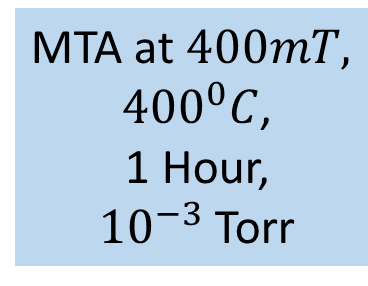 MTA at 400mT,
400⁰C,
1 Hour,
10⁻³ Torr